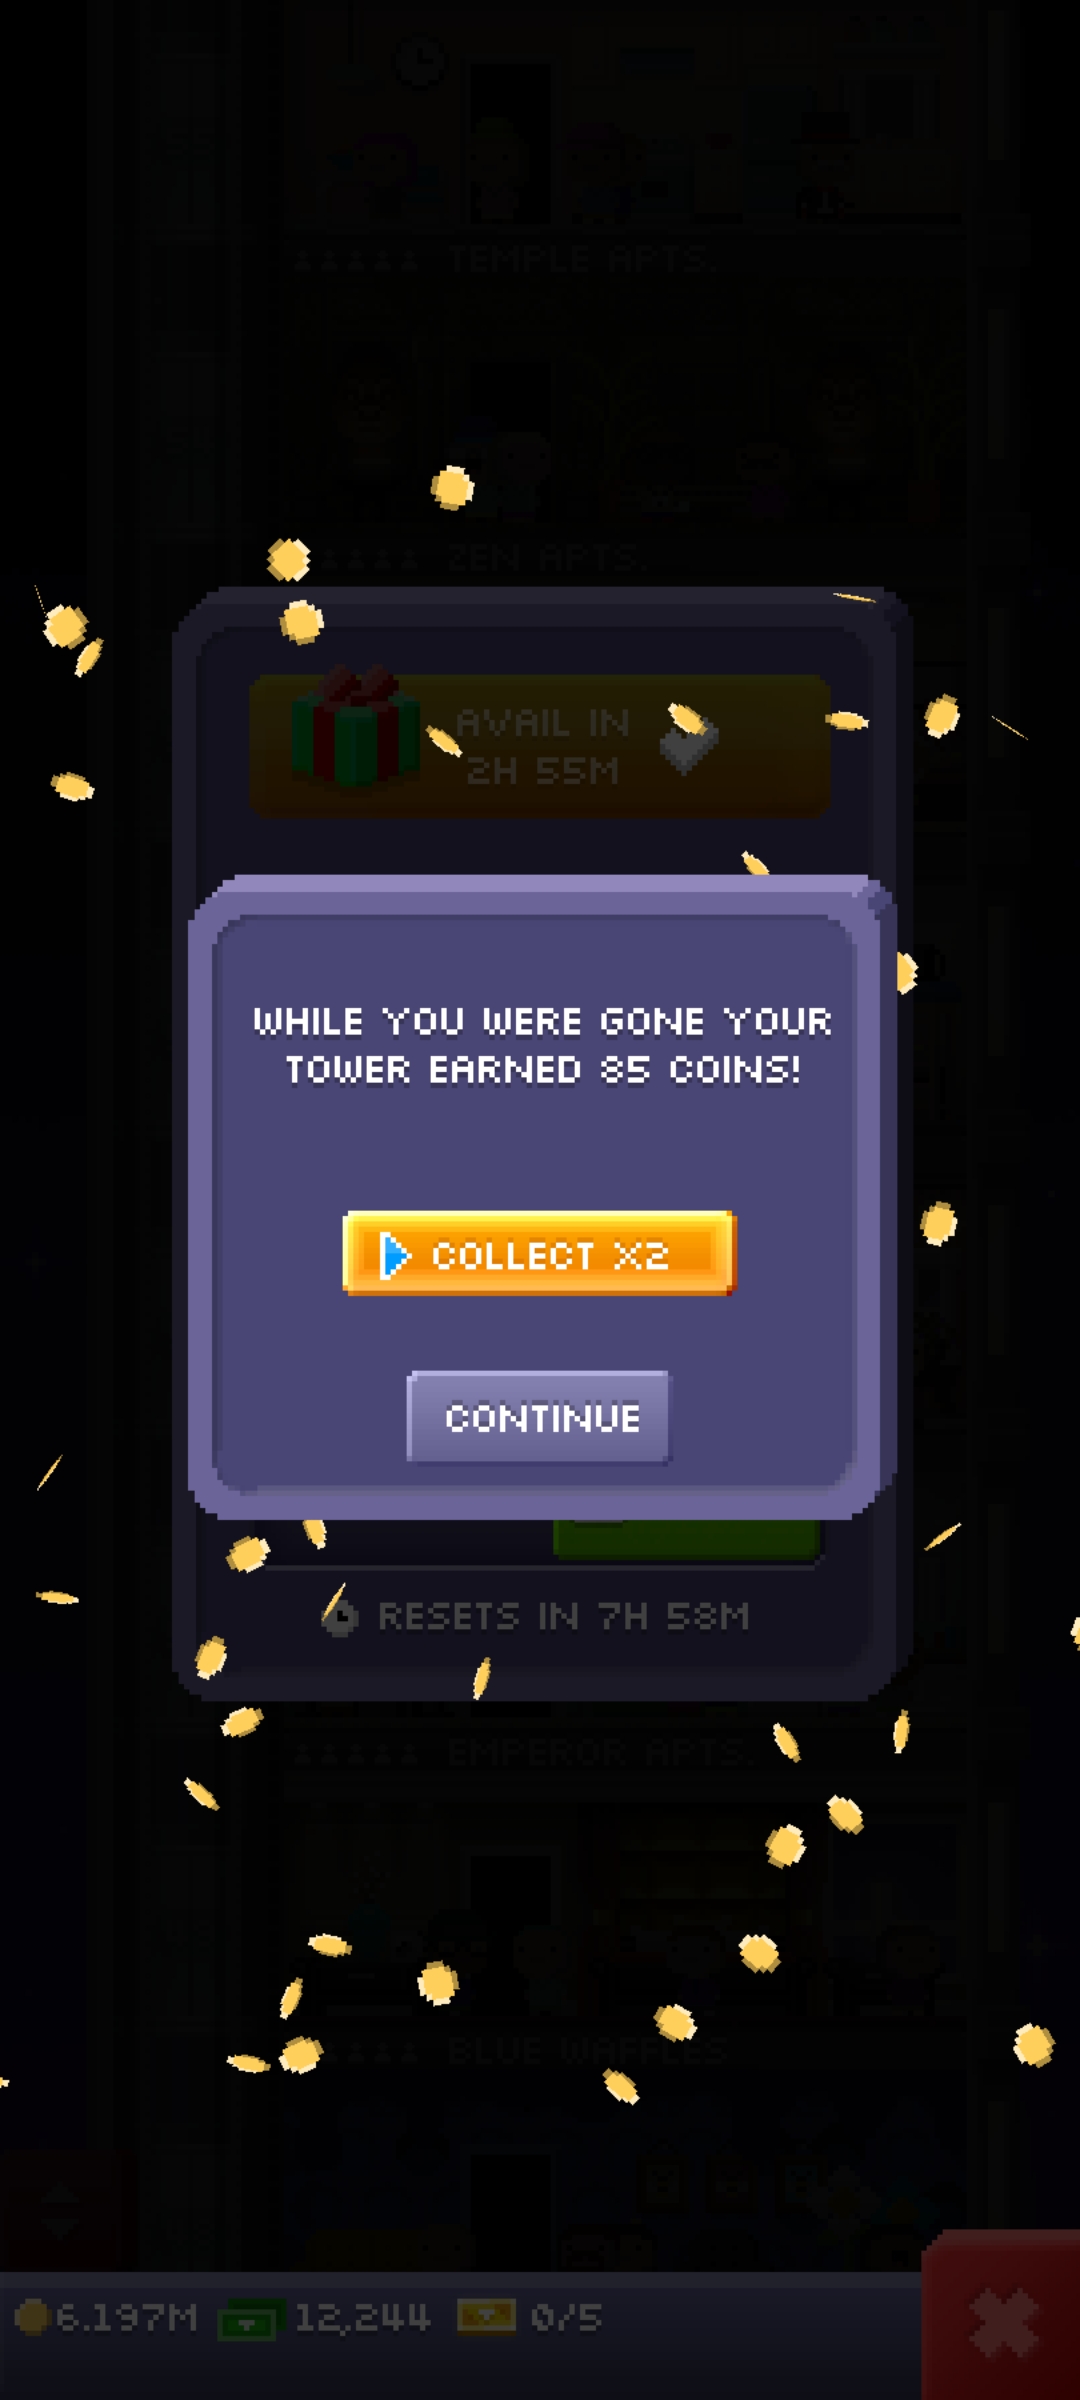 TEMPLE APTS.
ZEN APTS.
AVAIL IN
2H 55M
WHILE YOU WERE GONE YOUR
TOWER EARNED 85 COINS!
COLLECT X2
CONTINUE
RESETS IN 7H 58M
EMPEROR APTS.
BLUE WAFFLES
6.197M 12,244 0/5